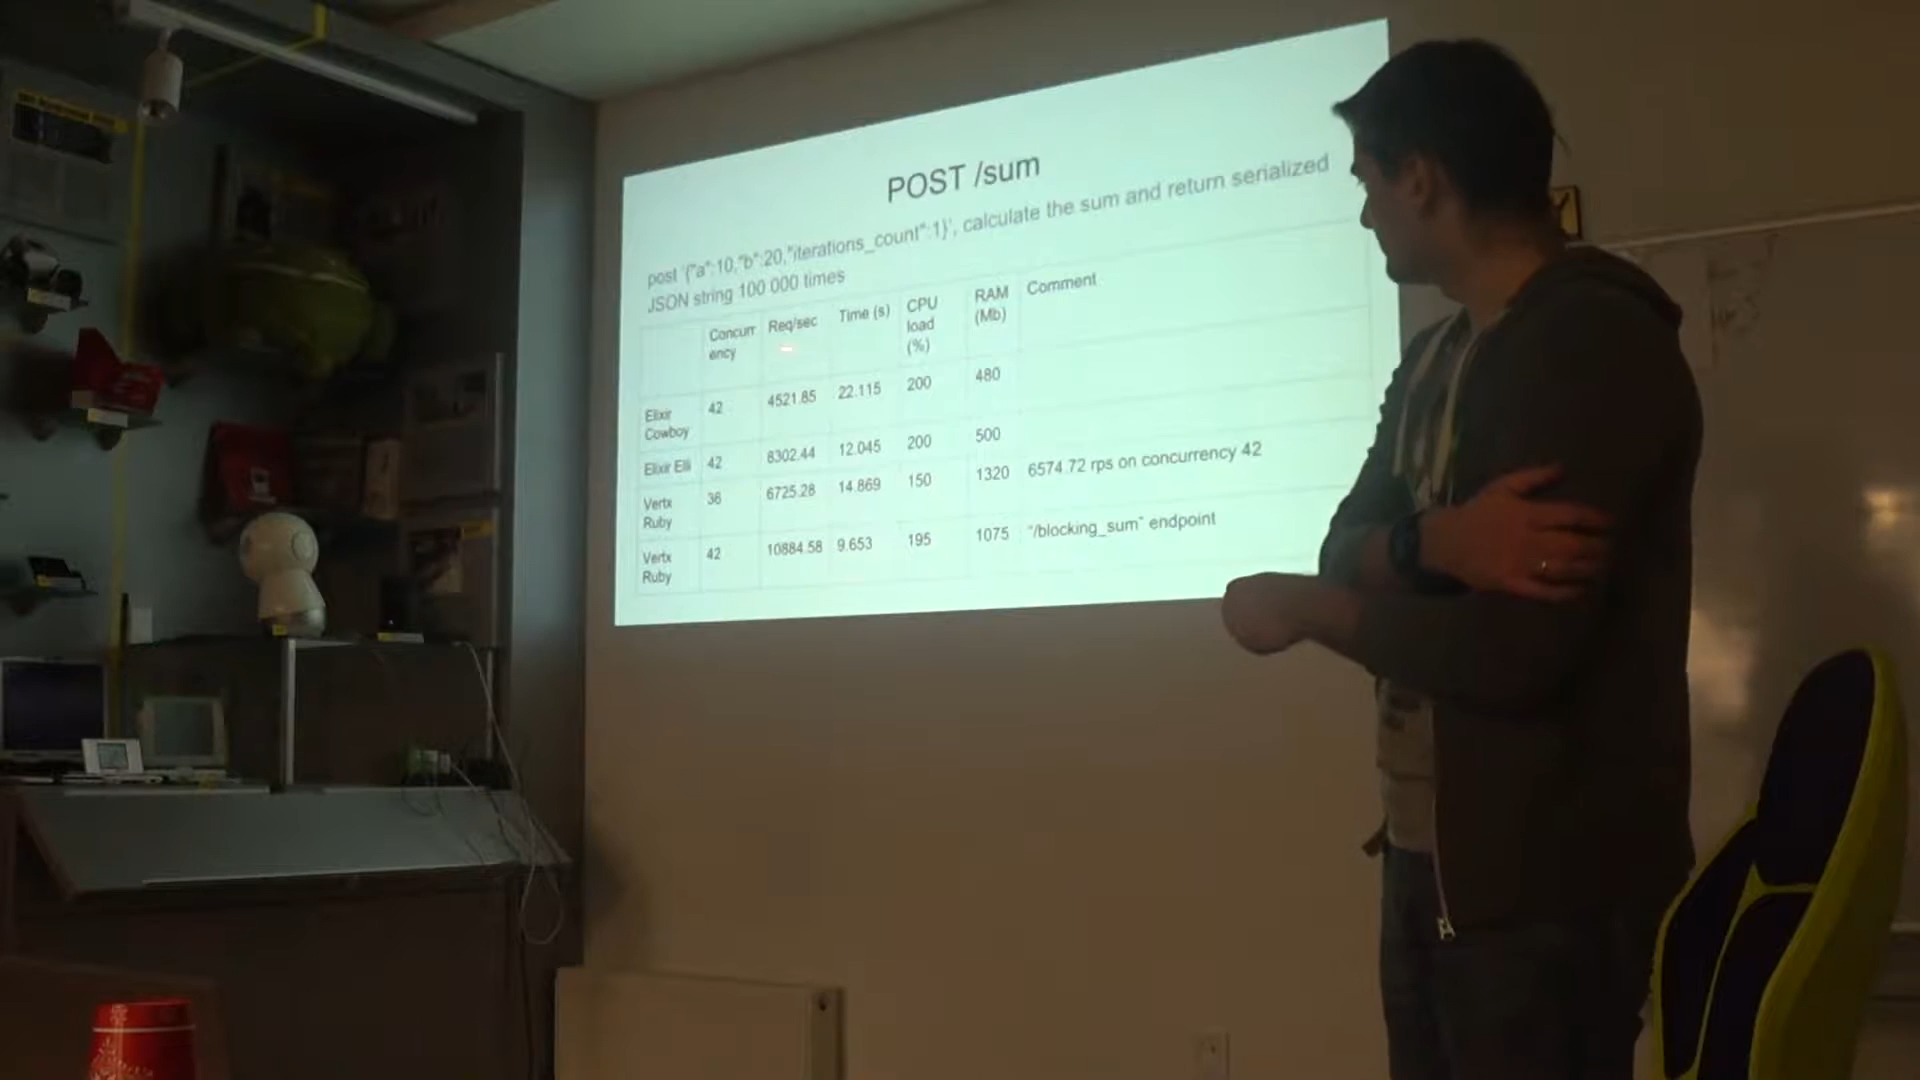 POST /sum
post '{"a":10,"b":20,"iterations_count":1}', calculate the sum and return serialized
JSON string 100 000 times
Concurrency Req/sec Time (s) CPU load (%) RAM (Mb) Comment
Elixir Cowboy 42 4521.85 22.115 200 480
Elixir Elli 42 8302.44 12.045 200 500
Vertx Ruby 36 6725.28 14.869 150 1320 6574.72 rps on concurrency 42
Vertx Ruby 42 10884.58 9.653 195 1075 "/blocking_sum" endpoint